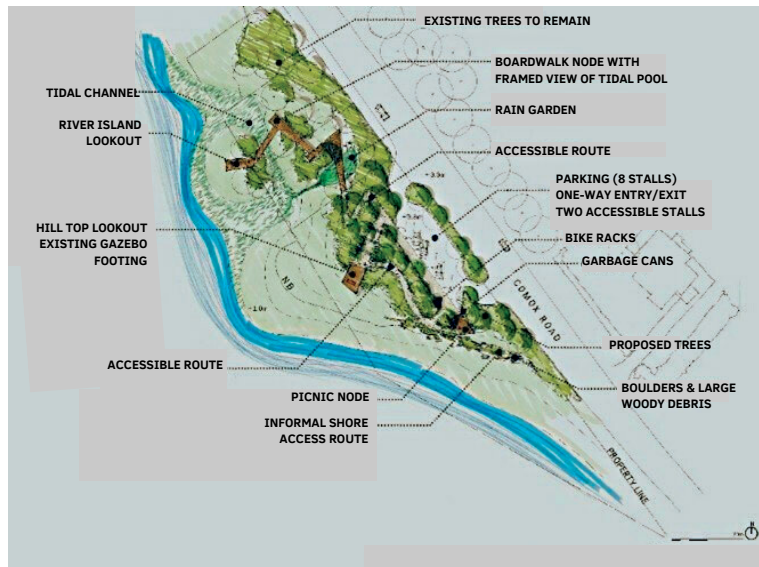 EXISTING TREES TO REMAIN
BOARDWALK NODE WITH
FRAMED VIEW OF TIDAL POOL
TIDAL CHANNEL
RAIN GARDEN
RIVER ISLAND
LOOKOUT
ACCESSIBLE ROUTE
PARKING (8 STALLS)
ONE-WAY ENTRY/EXIT
TWO ACCESSIBLE STALLS
HILL TOP LOOKOUT
EXISTING GAZEBO
FOOTING
BIKE RACKS
GARBAGE CANS
NB
COMOX ROAD
PROPOSED TREES
ACCESSIBLE ROUTE
BOULDERS & LARGE
WOODY DEBRIS
PICNIC NODE
INFORMAL SHORE
ACCESS ROUTE
PROPERTY LINE
N